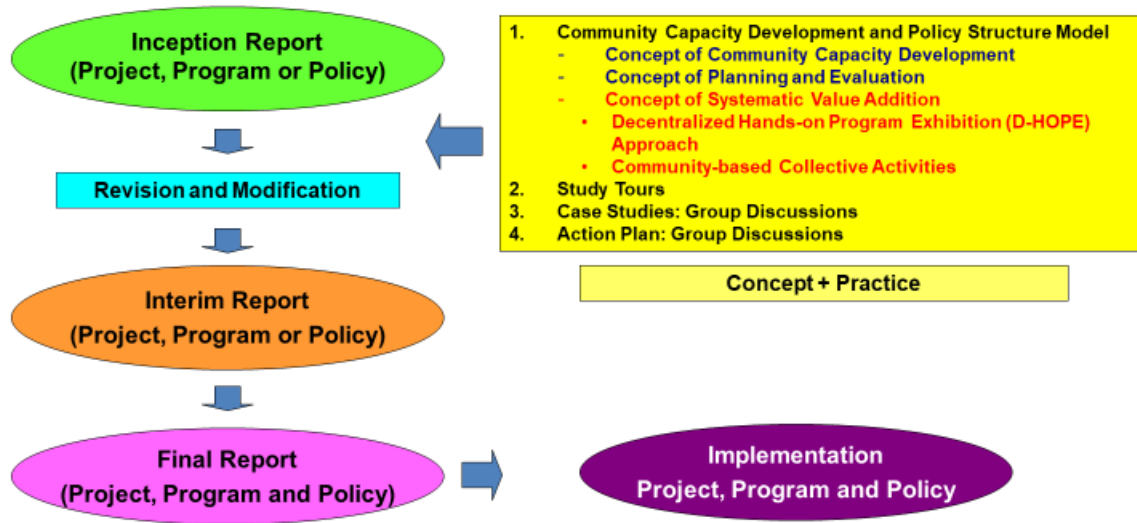 Inception Report
(Project, Program or Policy)
Revision and Modification
Interim Report
(Project, Program or Policy)
Final Report
(Project, Program and Policy)
1. Community Capacity Development and Policy Structure Model
- Concept of Community Capacity Development
- Concept of Planning and Evaluation
- Concept of Systematic Value Addition
• Decentralized Hands-on Program Exhibition (D-HOPE)
Approach
• Community-based Collective Activities
2. Study Tours
3. Case Studies: Group Discussions
4. Action Plan: Group Discussions
Concept + Practice
Implementation
Project, Program and Policy